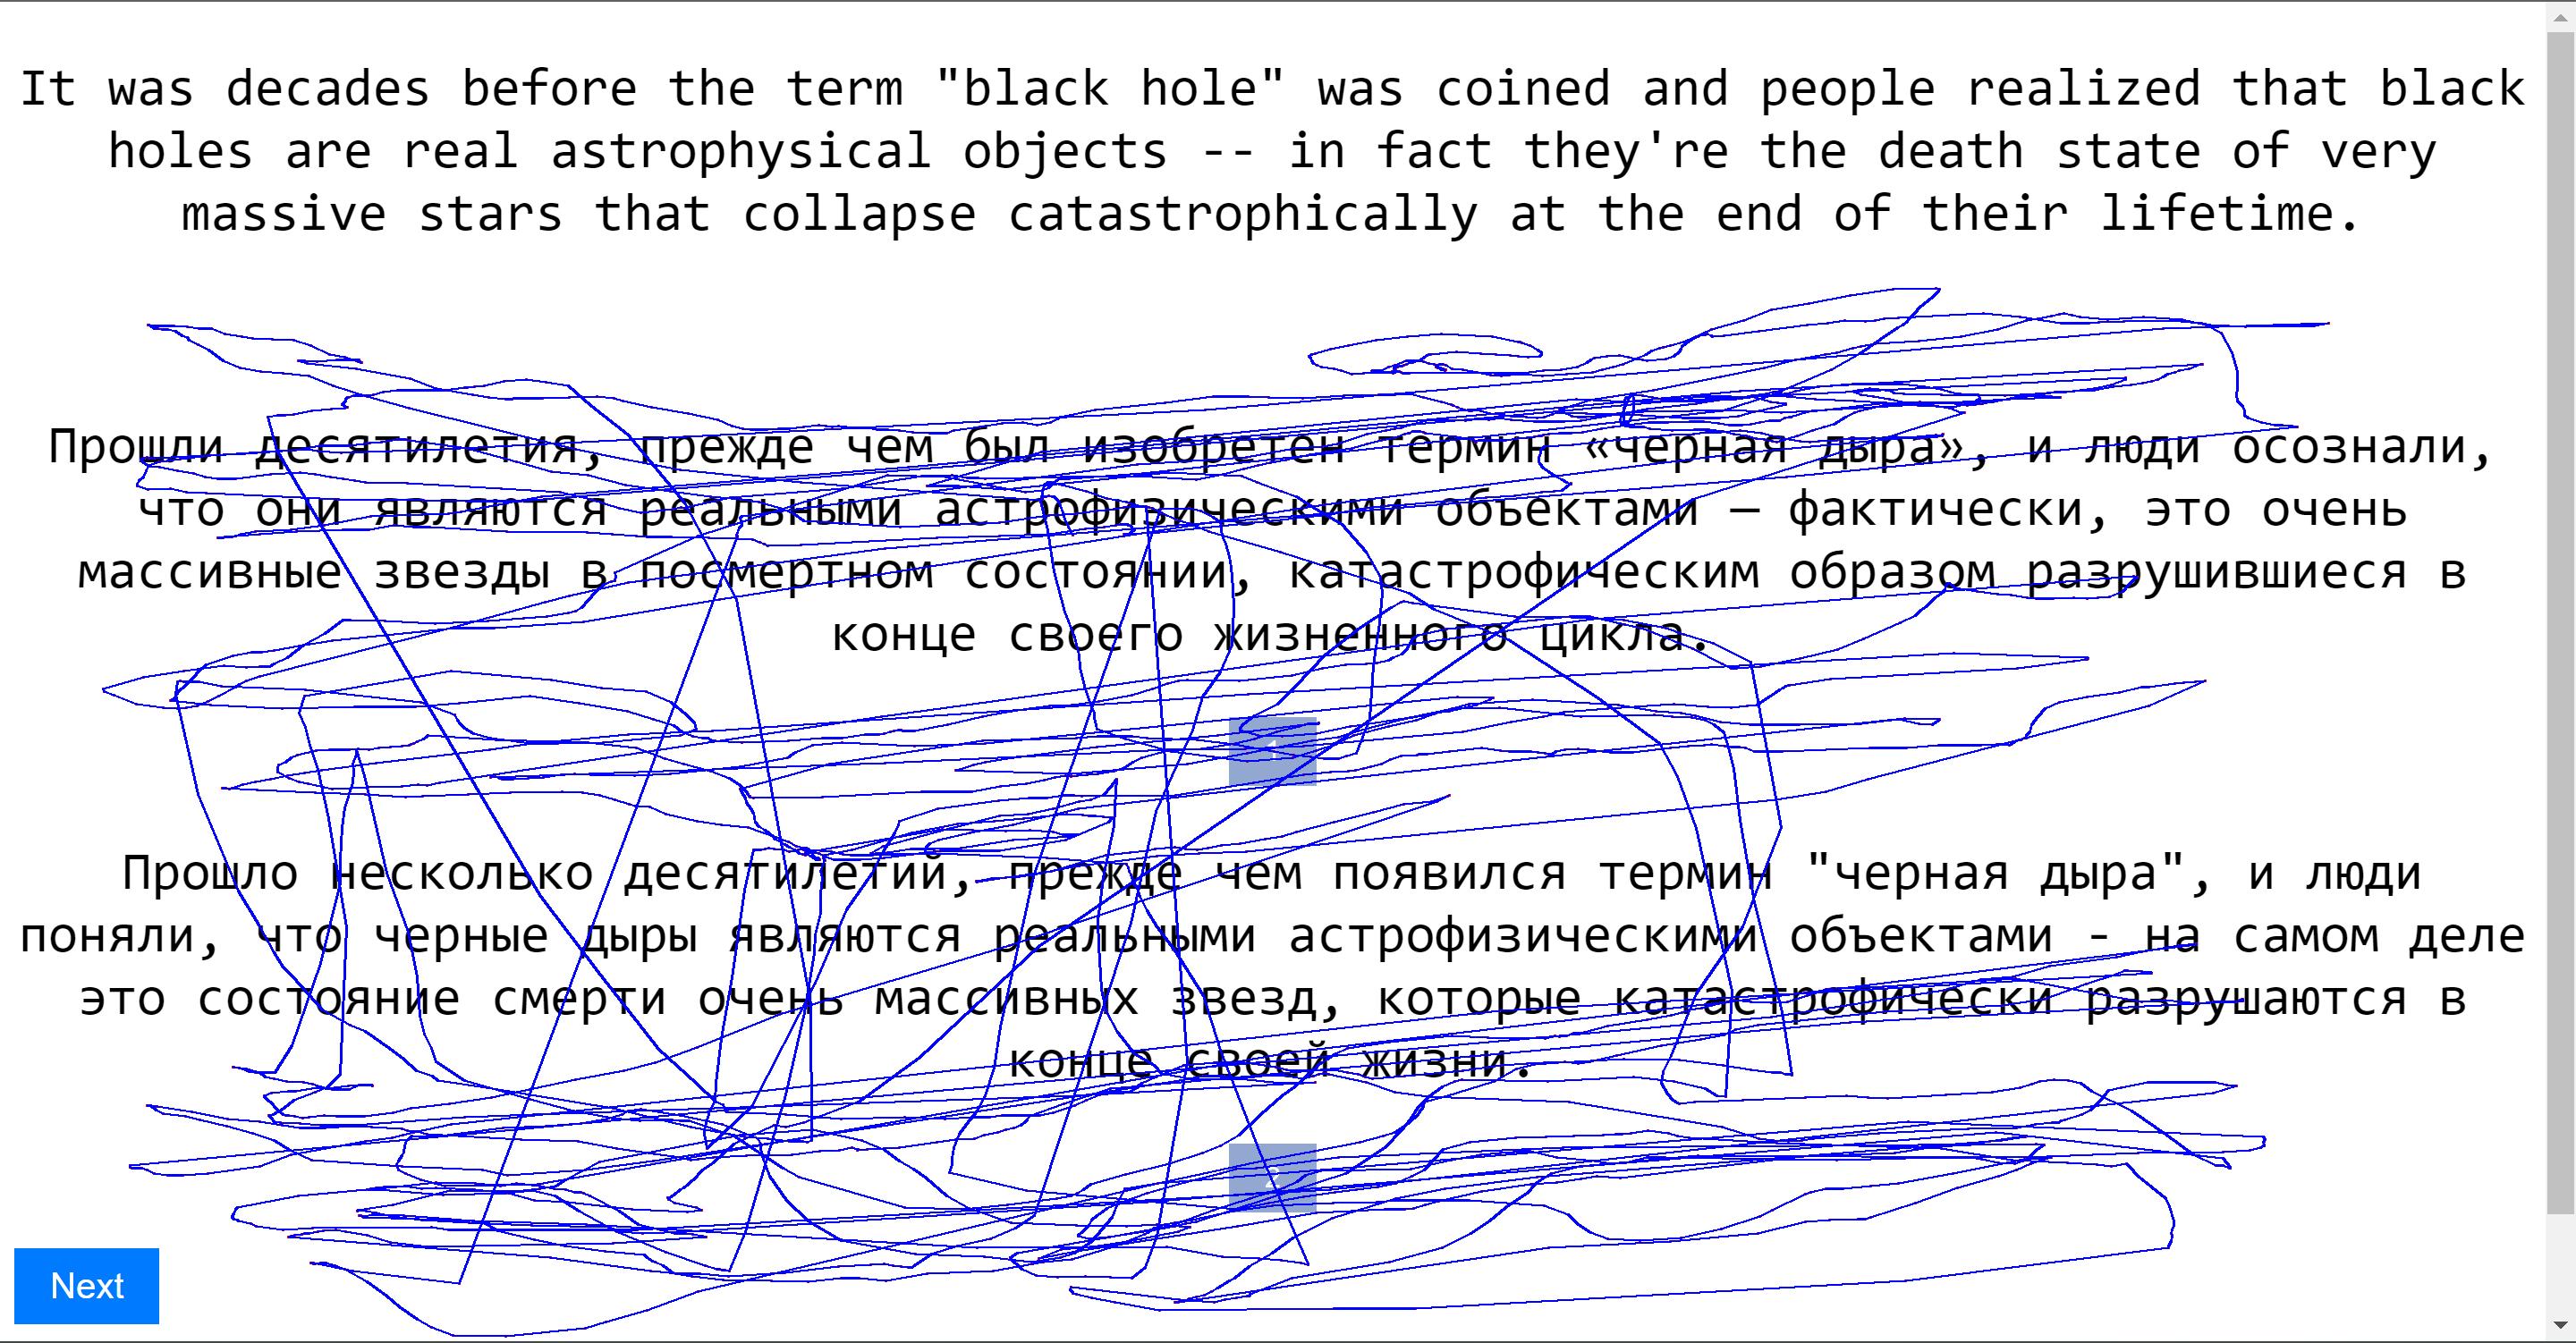 It was decades before the term "black hole" was coined and people realized that black
holes are real astrophysical objects -- in fact they're the death state of very
massive stars that collapse catastrophically at the end of their lifetime.
Прошли десятилетия, прежде чем был изобретен термин «черная дыра», и люди осознали,
что они являются реальными астрофизическими объектами — фактически, это очень
массивные звезды в посмертном состоянии, катастрофическим образом разрушившиеся в
конце своего жизненного цикла.
1
Прошло несколько десятилетий, прежде чем появился термин "черная дыра", и люди
поняли, что черные дыры являются реальными астрофизическими объектами - на самом деле
это состояние смерти очень массивных звезд, которые катастрофически разрушаются в
конце своей жизни.
2
Next